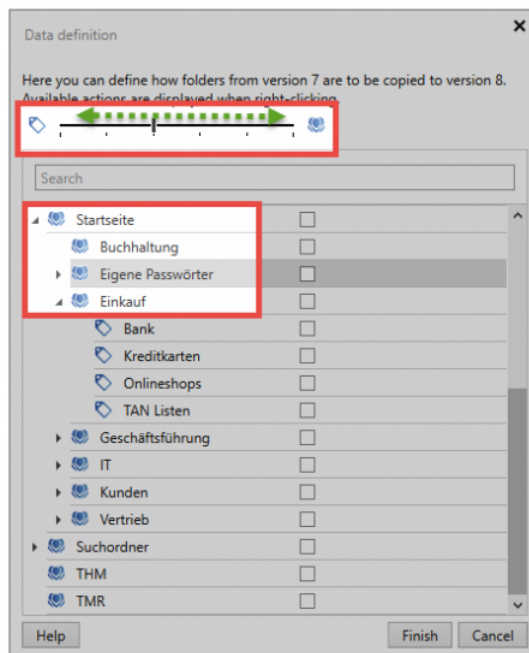 Data definition
Here you can define how folders from version 7 are to be copied to version 8.
Available actions are displayed when right-clicking.
Search
Startseite
Buchhaltung
Eigene Passwörter
Einkauf
Bank
Kreditkarten
Onlineshops
TAN Listen
Geschäftsführung
IT
Kunden
Vertrieb
Suchordner
THM
TMR
Help
Finish
Cancel